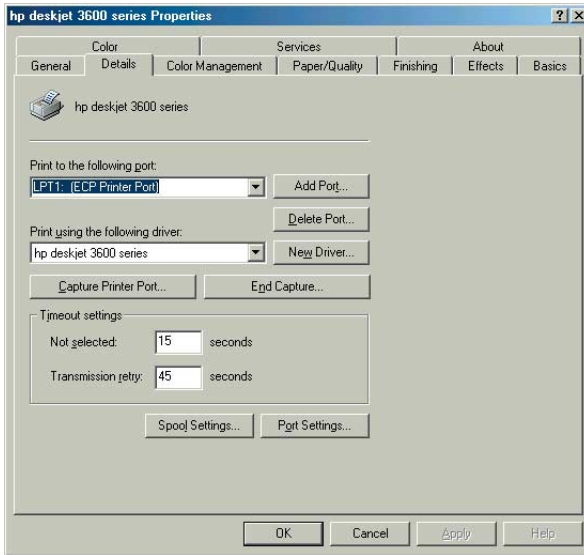 hp deskjet 3600 series Properties
Color Services About
General Details Color Management Paper/Quality Finishing Effects Basics
hp deskjet 3600 series
Print to the following port:
LPT1: (ECP Printer Port) Add Port...
Delete Port...
Print using the following driver:
hp deskjet 3600 series New Driver...
Capture Printer Port... End Capture...
Timeout settings
Not selected: 15 seconds
Transmission retry: 45 seconds
Spool Settings... Port Settings...
OK Cancel Apply Help